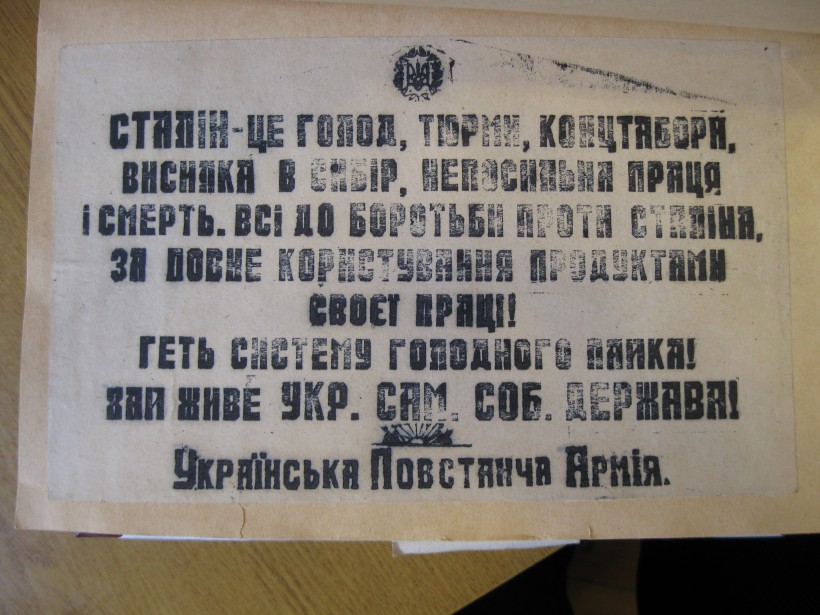 СТАЛІН-ЦЕ ГОЛОД, ТЮРМИ, КОНЦТАБОРИ,
ВИСИЛКА В СИБІР, НЕПОСИЛЬНА ПРАЦЯ
і СМЕРТЬ. ВСІ ДО БОРОТЬБИ ПРОТИ СТАЛІНА,
ЗА ПОВНЕ КОРИСТУВАННЯ ПРОДУКТАМИ
СВОЄЇ ПРАЦІ!
ГЕТЬ СИСТЕМУ ГОЛОДНОГО ПАЙКА!
ХАЙ ЖИВЕ УКР. САМ. СОБ. ДЕРЖАВА!
Українська Повстанча Армія.